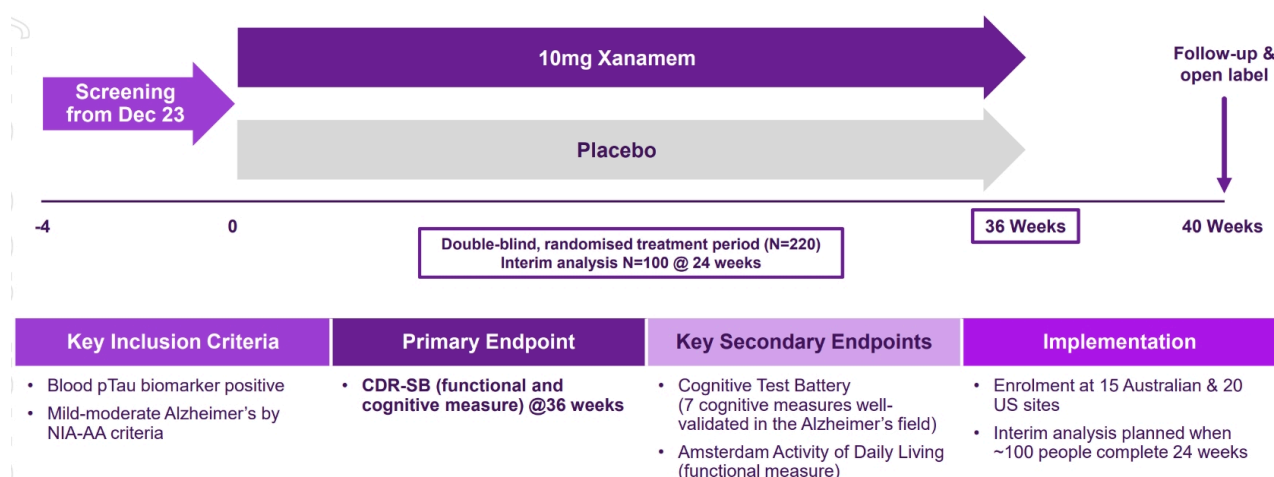 10mg Xanamem
Follow-up &
open label
Screening
from Dec 23
Placebo
-4
0
36 Weeks
40 Weeks
Double-blind, randomised treatment period (N=220)
Interim analysis N=100 @ 24 weeks
Key Inclusion Criteria
• Blood pTau biomarker positive
• Mild-moderate Alzheimer’s by
NIA-AA criteria
Primary Endpoint
• CDR-SB (functional and
cognitive measure) @36 weeks
Key Secondary Endpoints
• Cognitive Test Battery
(7 cognitive measures well-
validated in the Alzheimer’s field)
• Amsterdam Activity of Daily Living
(functional measure)
Implementation
• Enrolment at 15 Australian & 20
US sites
• Interim analysis planned when
~100 people complete 24 weeks